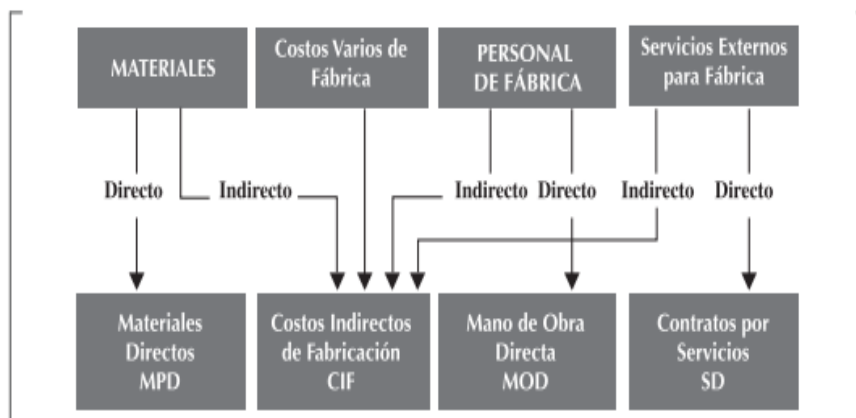 MATERIALES
Costos Varios de
Fábrica
PERSONAL
DE FÁBRICA
Servicios Externos
para Fábrica
Directo
Indirecto
Indirecto
Directo
Indirecto
Directo
Materiales
Directos
MPD
Costos Indirectos
de Fabricación
CIF
Mano de Obra
Directa
MOD
Contratos por
Servicios
SD